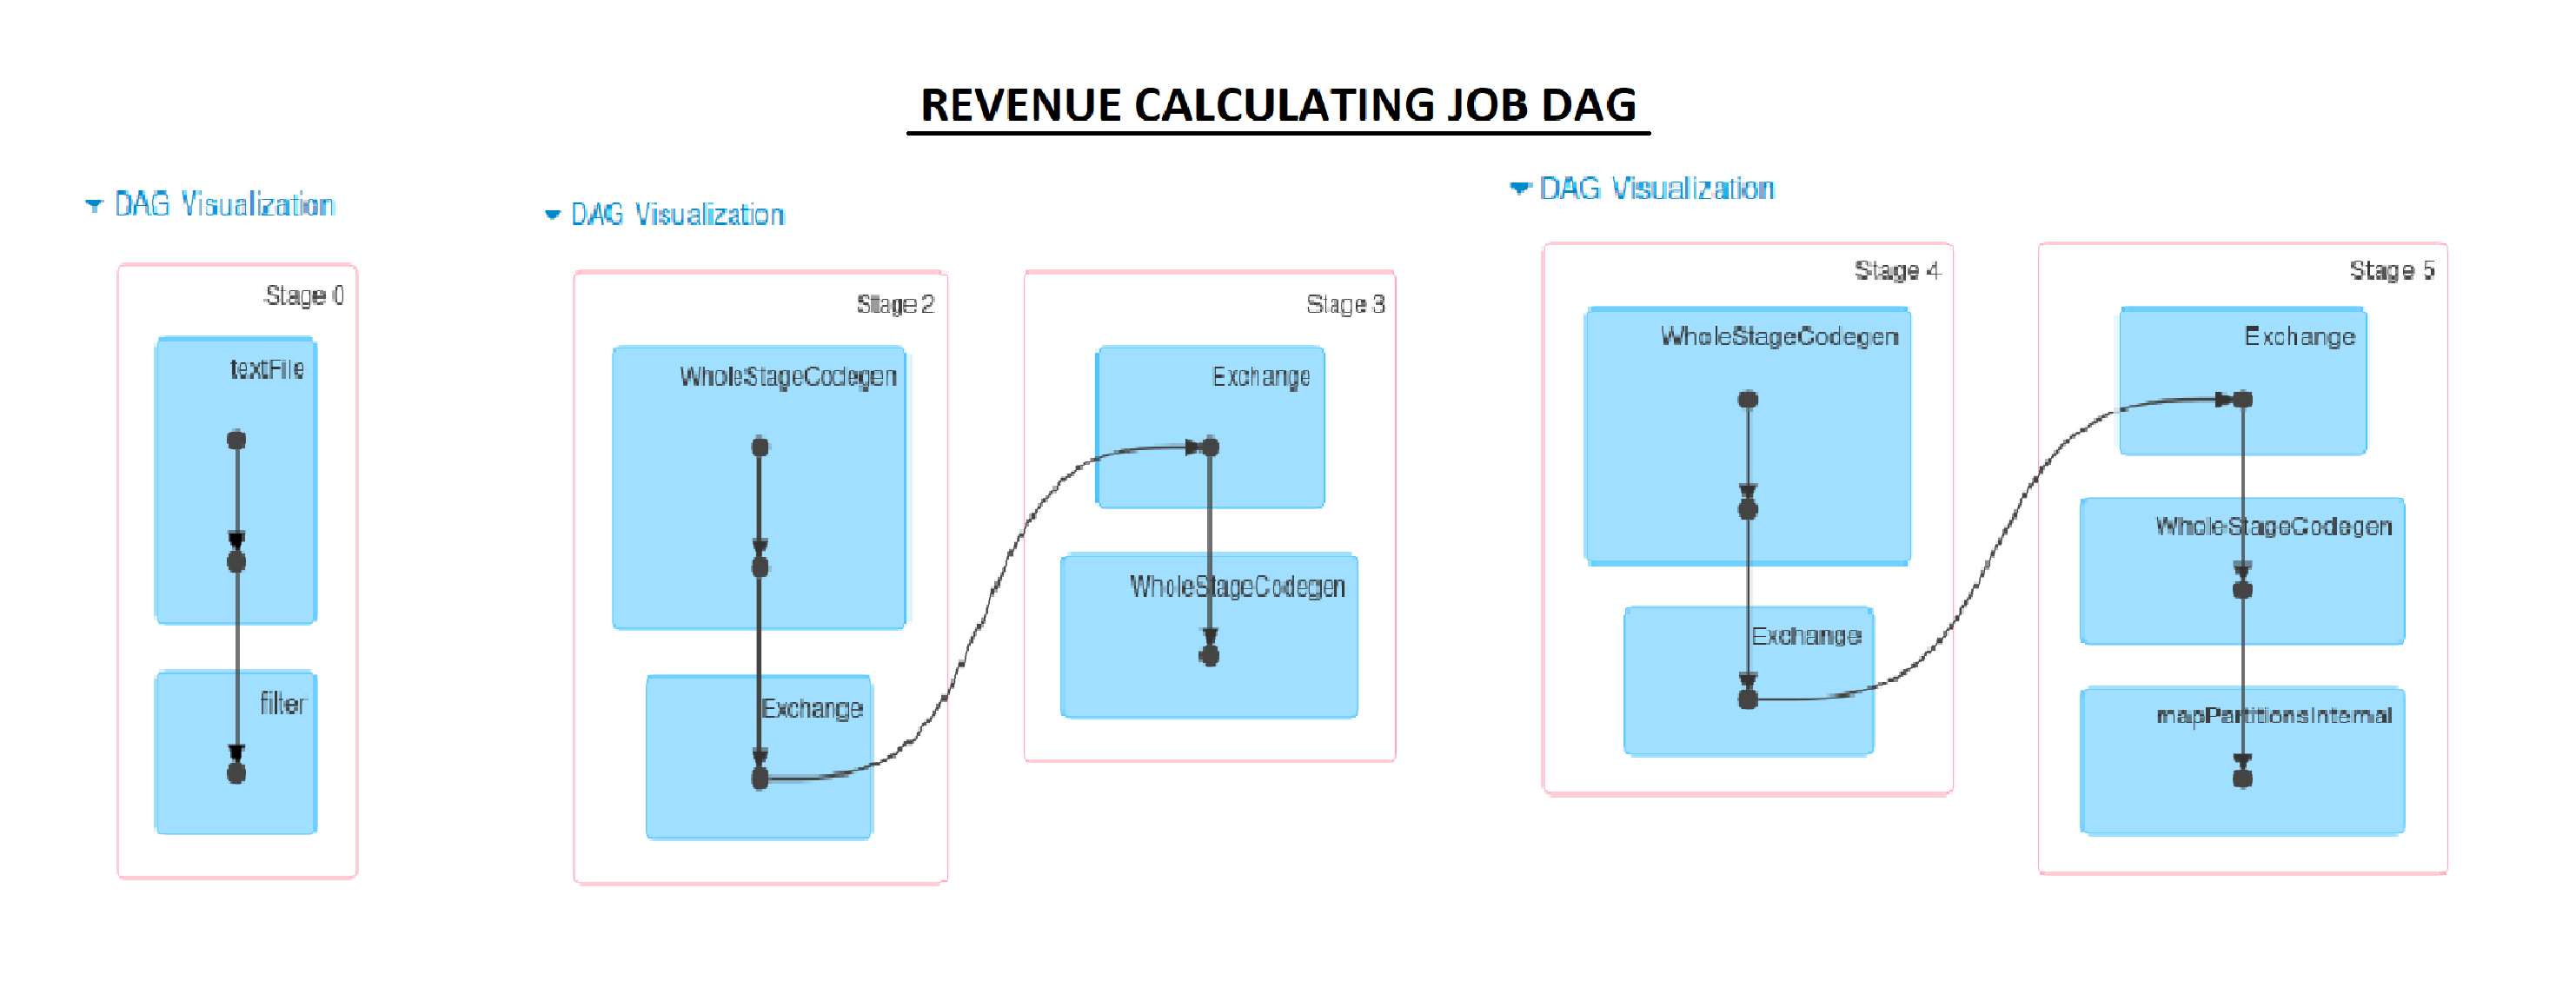 REVENUE CALCULATING JOB DAG
DAG Visualization
Stage 0
textFile
filter
DAG Visualization
Stage 2
WholeStageCodegen
Exchange
Stage 3
Exchange
WholeStageCodegen
DAG Visualization
Stage 4
WholeStageCodegen
Exchange
Stage 5
Exchange
WholeStageCodegen
mapPartitionsInternal